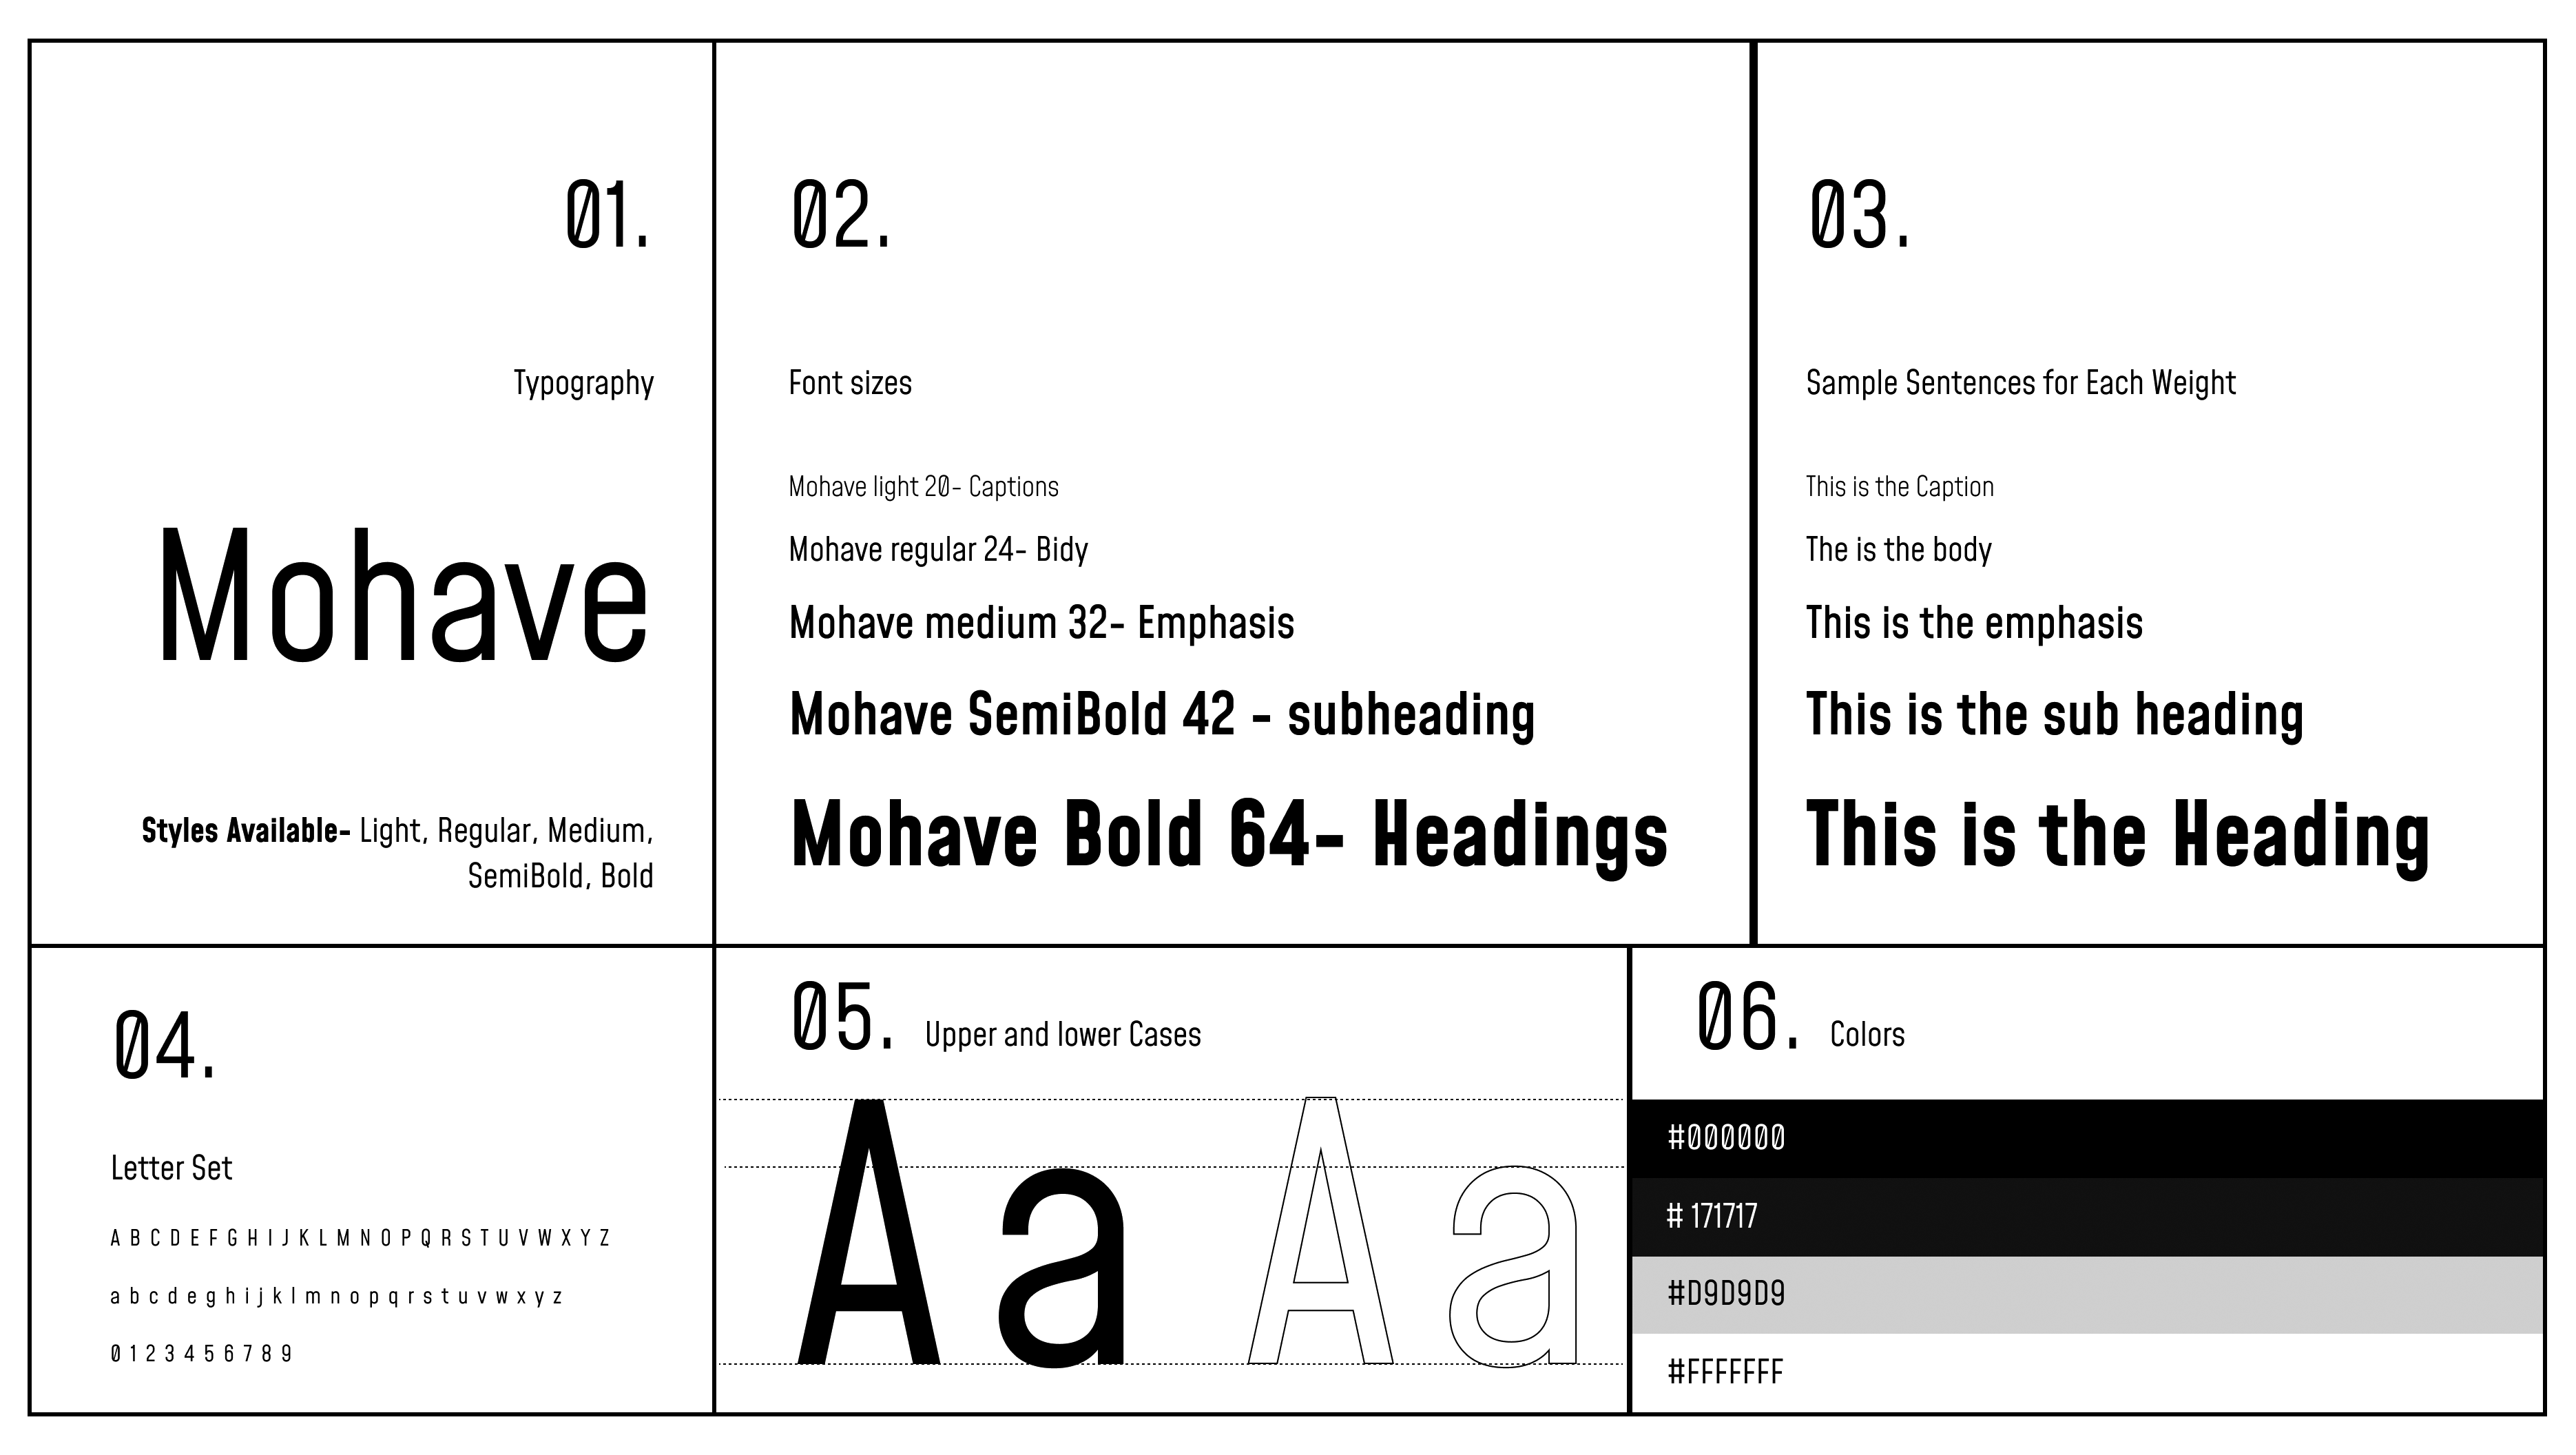 01.
Typography
Mohave
Styles Available- Light, Regular, Medium,
SemiBold, Bold
02.
Font sizes
Mohave light 20- Captions
Mohave regular 24- Bidy
Mohave medium 32- Emphasis
Mohave SemiBold 42 - subheading
Mohave Bold 64- Headings
03.
Sample Sentences for Each Weight
This is the Caption
The is the body
This is the emphasis
This is the sub heading
This is the Heading
04.
Letter Set
A B C D E F G H I J K L M N O P Q R S T U V W X Y Z
a b c d e g h i j k l m n o p q r s t u v w x y z
0 1 2 3 4 5 6 7 8 9
05. Upper and lower Cases
Aa Aa
06. Colors
#000000
# 171717
#D9D9D9
#FFFFFFF